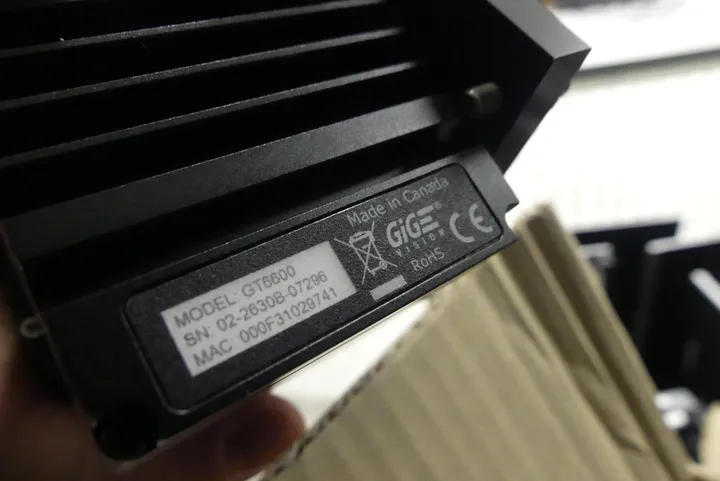 MODEL: GT6600
SN: 02-2630B-07296
MAC: 000F31029741
Made in Canada
GiGE®
VISION
CE
RoHS